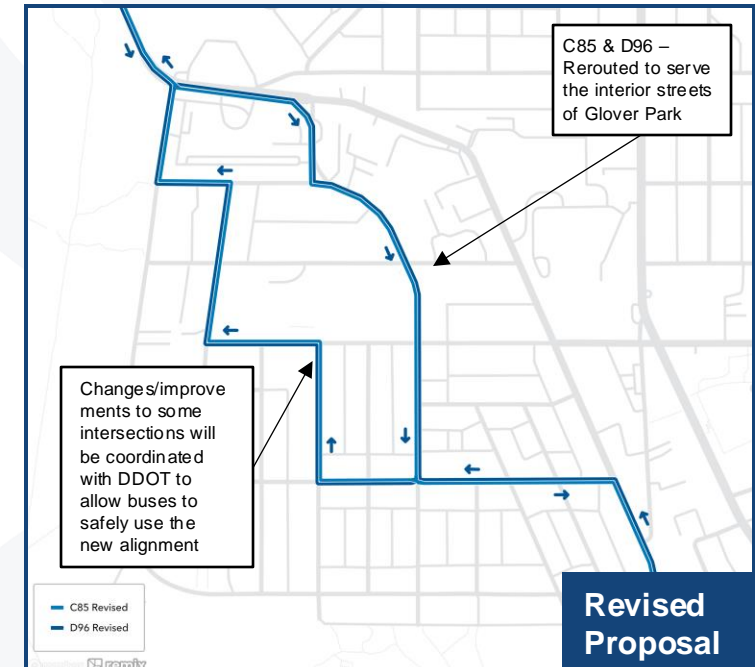 C85 & D96 –
Rerouted to serve
the interior streets
of Glover Park
Changes/improve
ments to some
intersections will
be coordinated
with DDOT to
allow buses to
safely use the
new alignment
C85 Revised
D96 Revised
remix
Revised
Proposal